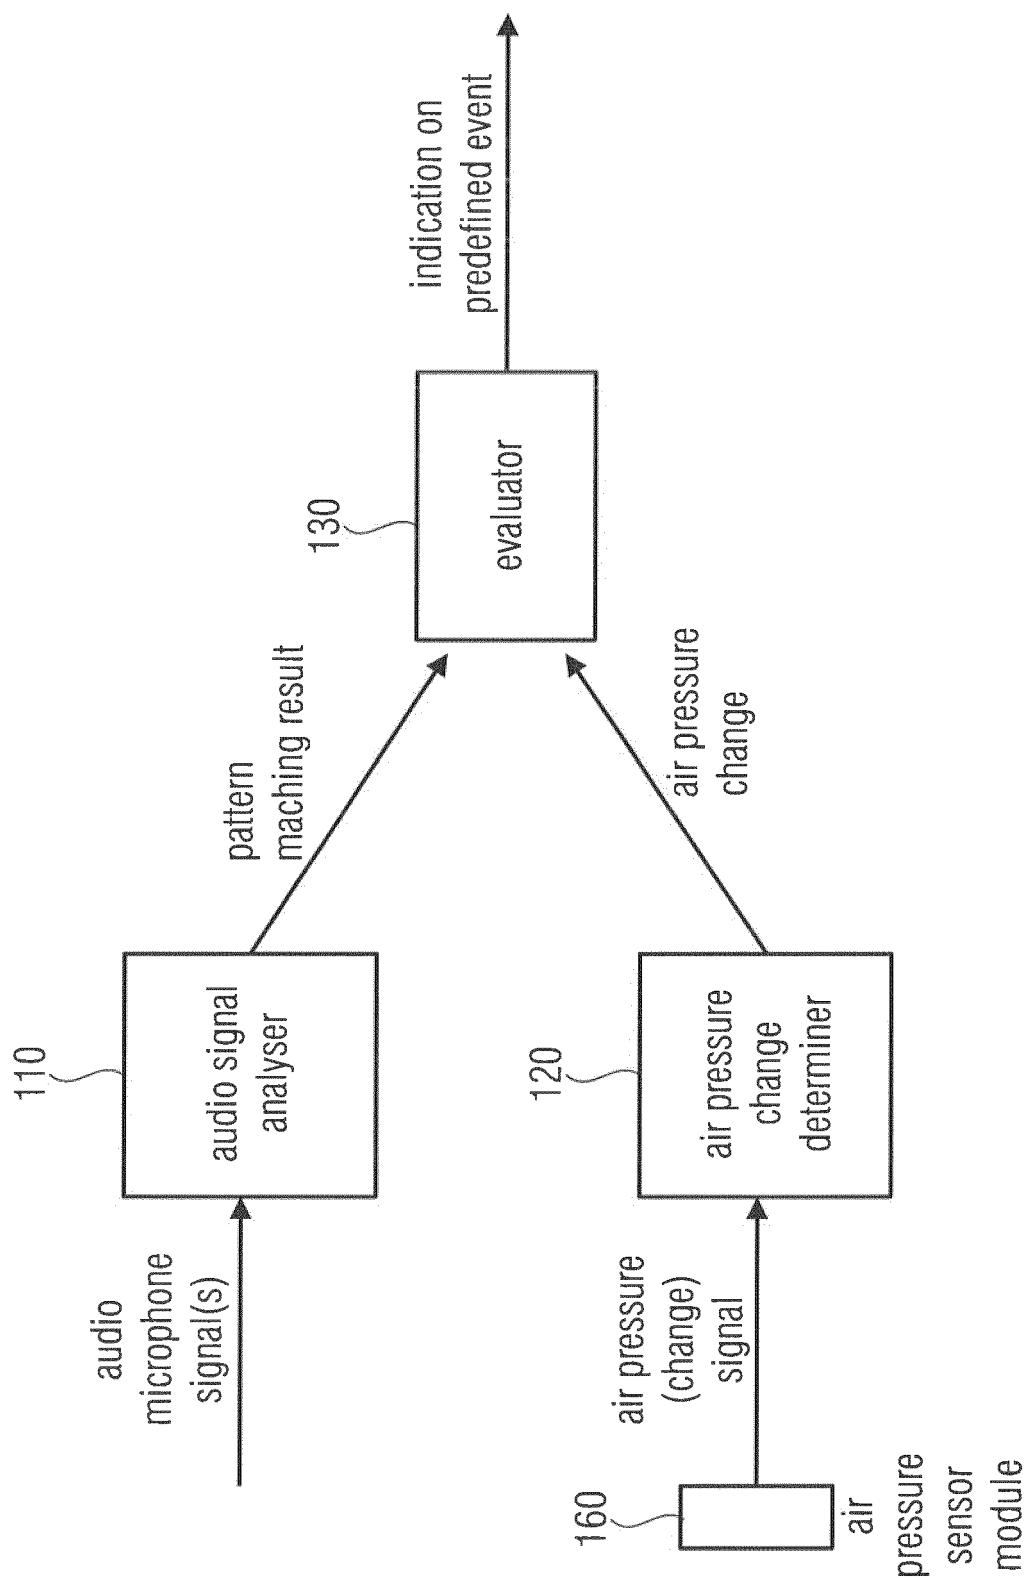 audio
microphone
signal(s)
110
audio signal
analyser
pattern
maching result
130
evaluator
indication on
predefined event
160
air
pressure
sensor
module
air pressure
(change)
signal
120
air pressure
change
determiner
air pressure
change